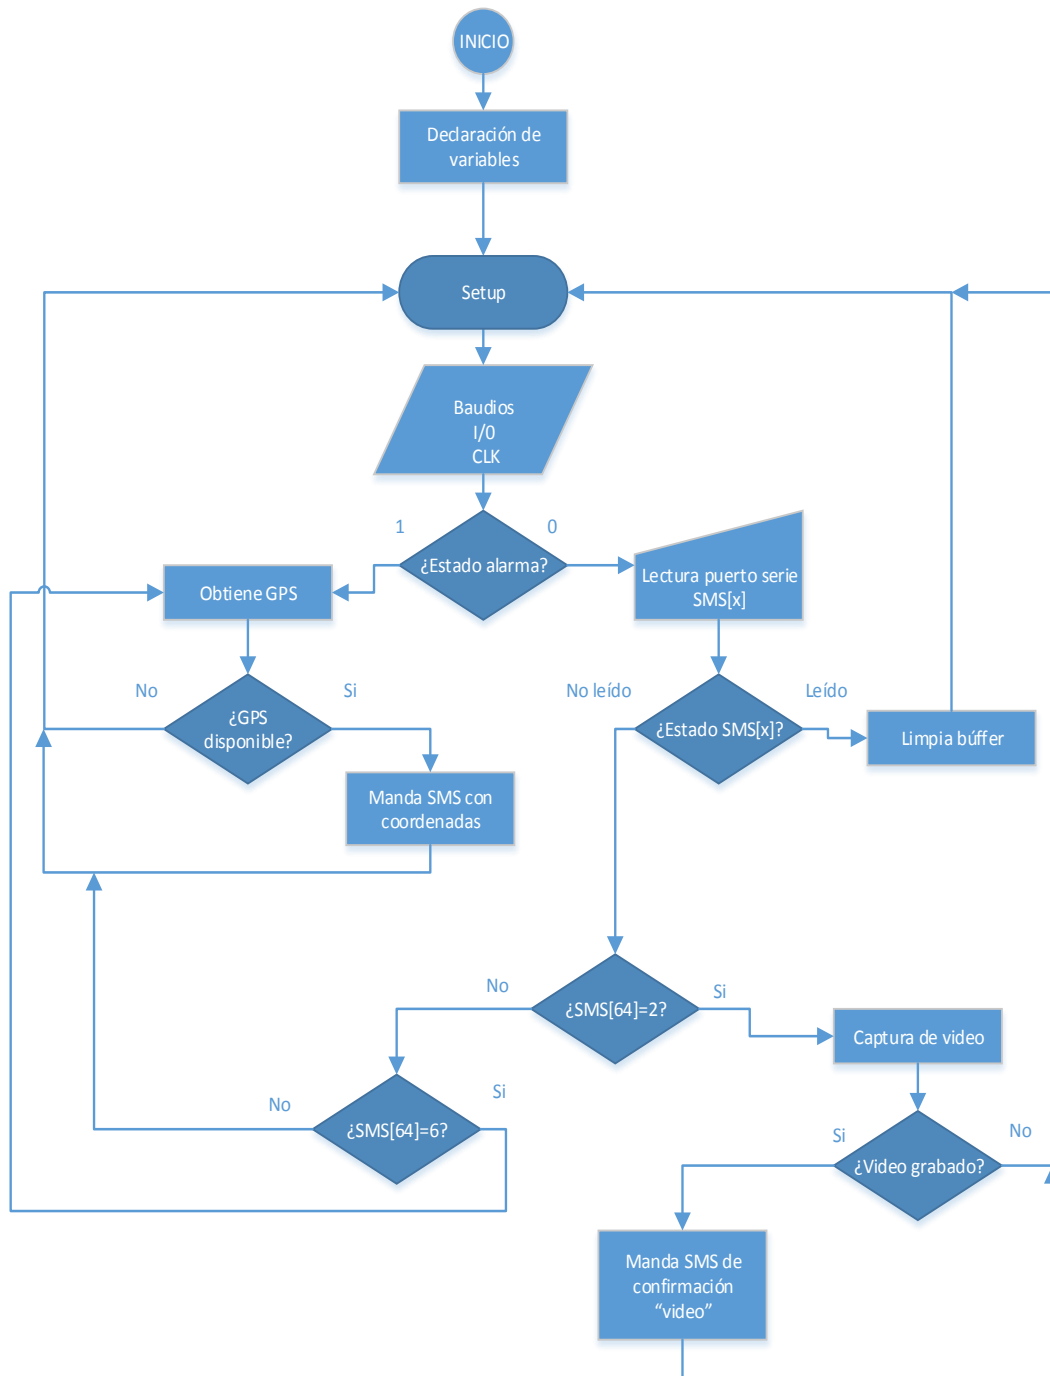 INICIO
Declaración de
variables
Setup
Baudios
I/0
CLK
1
0
¿Estado alarma?
Obtiene GPS
Lectura puerto serie
SMS[x]
No
Si
No leído
Leído
¿GPS
disponible?
¿Estado SMS[x]?
Limpia búffer
Manda SMS con
coordenadas
No
Si
¿SMS[64]=2?
Captura de video
No
Si
¿SMS[64]=6?
Si
No
¿Video grabado?
Manda SMS de
confirmación
“video”